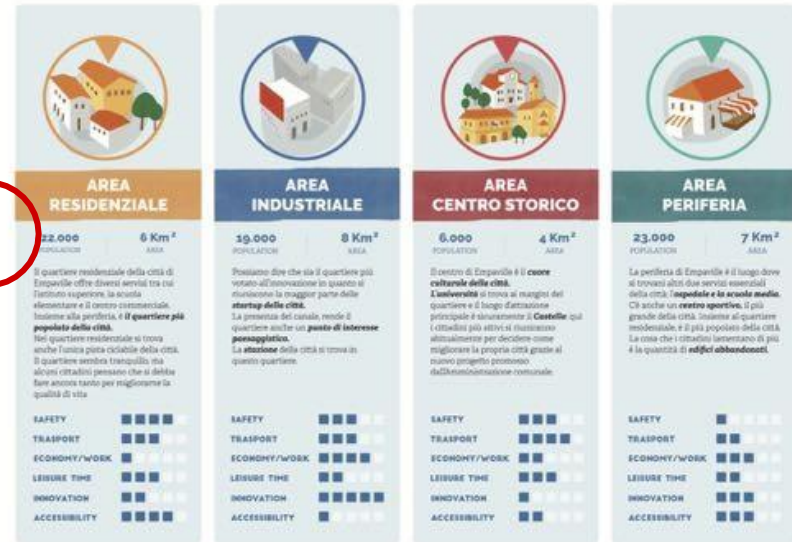 AREA
RESIDENZIALE
22.000 6 Km²
POPULATION AREA
Il quartiere residenziale della città di
Empaville offre diversi servizi tra cui
l'istituto superiore, la scuola
elementare e il centro commerciale.
Insieme alla periferia, è il quartiere più
popolato della città.
Nel quartiere residenziale si trova
anche l'unica pista ciclabile della città.
Il quartiere sembra tranquillo, ma
alcuni cittadini pensano che si debba
fare ancora tanto per migliorarne la
qualità di vita
SAFETY
TRASPORT
ECONOMY/WORK
LEISURE TIME
INNOVATION
ACCESSIBILITY
AREA
INDUSTRIALE
19.000 8 Km²
POPULATION AREA
Possiamo dire che sia il quartiere più
votato all'innovazione in quanto si
riuniscono la maggior parte delle
startup della città.
La presenza del canale, rende il
quartiere anche un punto di interesse
paesaggistico.
La stazione della città si trova in
questo quartiere.
SAFETY
TRASPORT
ECONOMY/WORK
LEISURE TIME
INNOVATION
ACCESSIBILITY
AREA
CENTRO STORICO
6.000 4 Km²
POPULATION AREA
Il centro di Empaville è il cuore
culturale della città.
L'università si trova ai margini del
quartiere e il luogo d'attrazione
principale è sicuramente il Castello: qui
i cittadini più attivi si riuniscono
abitualmente per decidere come
migliorare la propria città grazie al
nuovo progetto promosso
dall'Amministrazione comunale.
SAFETY
TRASPORT
ECONOMY/WORK
LEISURE TIME
INNOVATION
ACCESSIBILITY
AREA
PERIFERIA
23.000 7 Km²
POPULATION AREA
La periferia di Empaville è il luogo dove
si trovano altri due servizi essenziali
della città: l'ospedale e la scuola media.
C'è anche un centro sportivo, il più
grande della città. Insieme al quartiere
residenziale, è il più popolato della città.
La cosa che i cittadini lamentano di più
è la quantità di edifici abbandonati.
SAFETY
TRASPORT
ECONOMY/WORK
LEISURE TIME
INNOVATION
ACCESSIBILITY